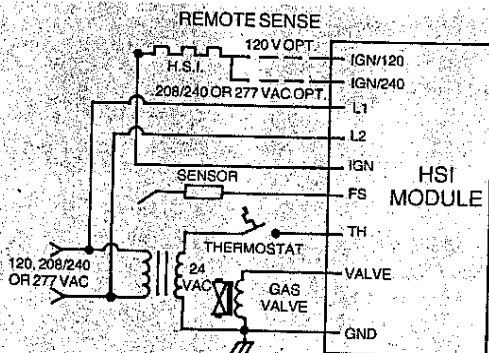 REMOTE SENSE
120 V OPT.
H.S.I.
IGN/120
IGN/240
208/240 OR 277 VAC OPT.
L1
L2
IGN
SENSOR
FS
HSI
MODULE
TH
THERMOSTAT
120, 208/240
OR 277 VAC
24
VAC
VALVE
GAS
VALVE
GND